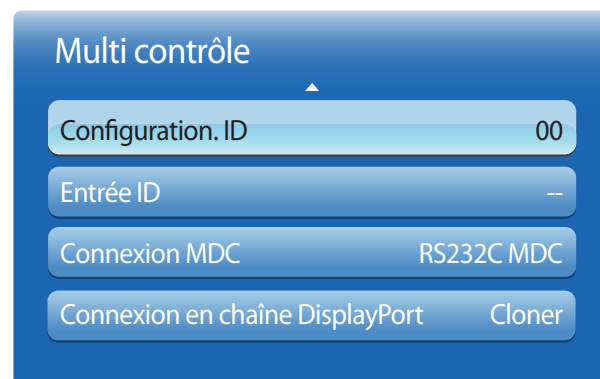 Multi contrôle
Configuration. ID 00
Entrée ID --
Connexion MDC RS232C MDC
Connexion en chaîne DisplayPort Cloner